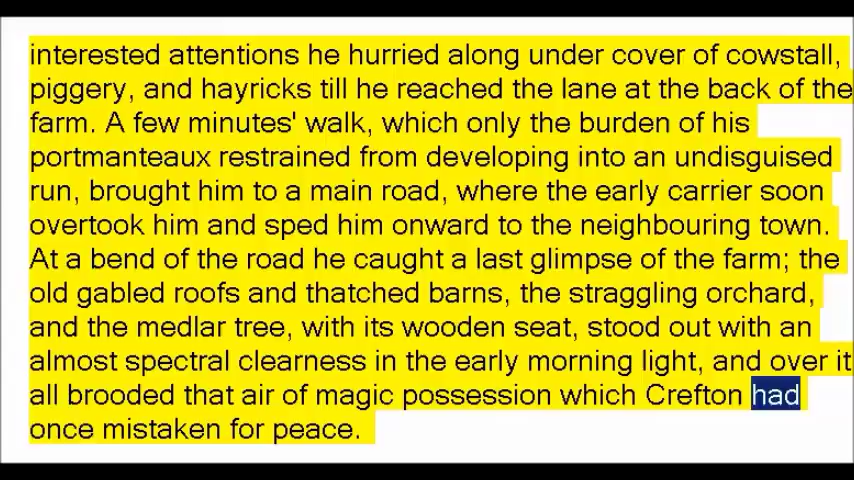 interested attentions he hurried along under cover of cowstall,
piggery, and hayricks till he reached the lane at the back of the
farm. A few minutes' walk, which only the burden of his
portmanteaux restrained from developing into an undisguised
run, brought him to a main road, where the early carrier soon
overtook him and sped him onward to the neighbouring town.
At a bend of the road he caught a last glimpse of the farm; the
old gabled roofs and thatched barns, the straggling orchard,
and the medlar tree, with its wooden seat, stood out with an
almost spectral clearness in the early morning light, and over it
all brooded that air of magic possession which Crefton had
once mistaken for peace.